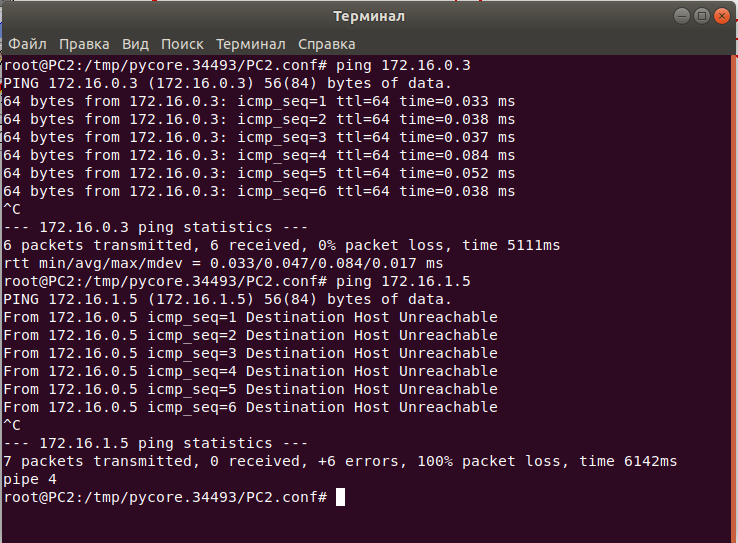 Терминал
Файл Правка Вид Поиск Терминал Справка
root@PC2:/tmp/pycore.34493/PC2.conf# ping 172.16.0.3
PING 172.16.0.3 (172.16.0.3) 56(84) bytes of data.
64 bytes from 172.16.0.3: icmp_seq=1 ttl=64 time=0.033 ms
64 bytes from 172.16.0.3: icmp_seq=2 ttl=64 time=0.038 ms
64 bytes from 172.16.0.3: icmp_seq=3 ttl=64 time=0.037 ms
64 bytes from 172.16.0.3: icmp_seq=4 ttl=64 time=0.084 ms
64 bytes from 172.16.0.3: icmp_seq=5 ttl=64 time=0.052 ms
64 bytes from 172.16.0.3: icmp_seq=6 ttl=64 time=0.038 ms
^C
--- 172.16.0.3 ping statistics ---
6 packets transmitted, 6 received, 0% packet loss, time 5111ms
rtt min/avg/max/mdev = 0.033/0.047/0.084/0.017 ms
root@PC2:/tmp/pycore.34493/PC2.conf# ping 172.16.1.5
PING 172.16.1.5 (172.16.1.5) 56(84) bytes of data.
From 172.16.0.5 icmp_seq=1 Destination Host Unreachable
From 172.16.0.5 icmp_seq=2 Destination Host Unreachable
From 172.16.0.5 icmp_seq=3 Destination Host Unreachable
From 172.16.0.5 icmp_seq=4 Destination Host Unreachable
From 172.16.0.5 icmp_seq=5 Destination Host Unreachable
From 172.16.0.5 icmp_seq=6 Destination Host Unreachable
^C
--- 172.16.1.5 ping statistics ---
7 packets transmitted, 0 received, +6 errors, 100% packet loss, time 6142ms
pipe 4
root@PC2:/tmp/pycore.34493/PC2.conf#